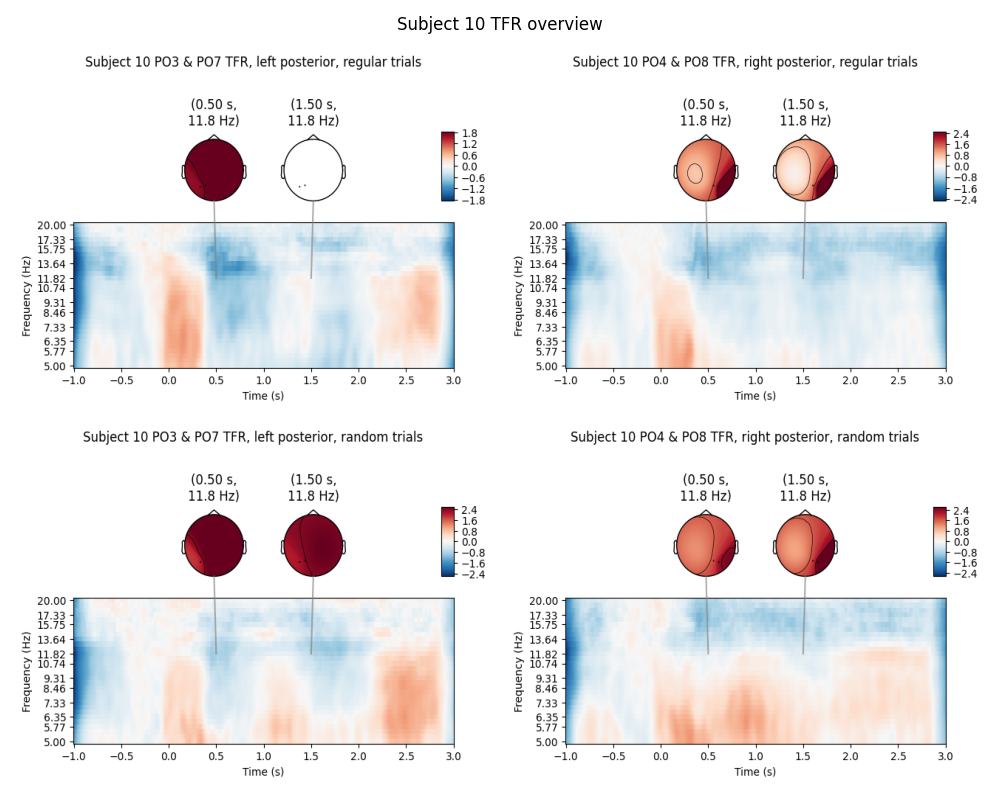 Subject 10 TFR overview
Subject 10 PO3 & PO7 TFR, left posterior, regular trials
(0.50 s,
11.8 Hz)
(1.50 s,
11.8 Hz)
1.8
1.2
0.6
0.0
−0.6
−1.2
−1.8
20.00
17.33
15.75
13.64
11.82
10.74
9.31
8.46
7.33
6.35
5.77
5.00
Frequency (Hz)
−1.0 −0.5 0.0 0.5 1.0 1.5 2.0 2.5 3.0
Time (s)
Subject 10 PO4 & PO8 TFR, right posterior, regular trials
(0.50 s,
11.8 Hz)
(1.50 s,
11.8 Hz)
2.4
1.6
0.8
0.0
−0.8
−1.6
−2.4
20.00
17.33
15.75
13.64
11.82
10.74
9.31
8.46
7.33
6.35
5.77
5.00
Frequency (Hz)
−1.0 −0.5 0.0 0.5 1.0 1.5 2.0 2.5 3.0
Time (s)
Subject 10 PO3 & PO7 TFR, left posterior, random trials
(0.50 s,
11.8 Hz)
(1.50 s,
11.8 Hz)
2.4
1.6
0.8
0.0
−0.8
−1.6
−2.4
20.00
17.33
15.75
13.64
11.82
10.74
9.31
8.46
7.33
6.35
5.77
5.00
Frequency (Hz)
−1.0 −0.5 0.0 0.5 1.0 1.5 2.0 2.5 3.0
Time (s)
Subject 10 PO4 & PO8 TFR, right posterior, random trials
(0.50 s,
11.8 Hz)
(1.50 s,
11.8 Hz)
2.4
1.6
0.8
0.0
−0.8
−1.6
−2.4
20.00
17.33
15.75
13.64
11.82
10.74
9.31
8.46
7.33
6.35
5.77
5.00
Frequency (Hz)
−1.0 −0.5 0.0 0.5 1.0 1.5 2.0 2.5 3.0
Time (s)